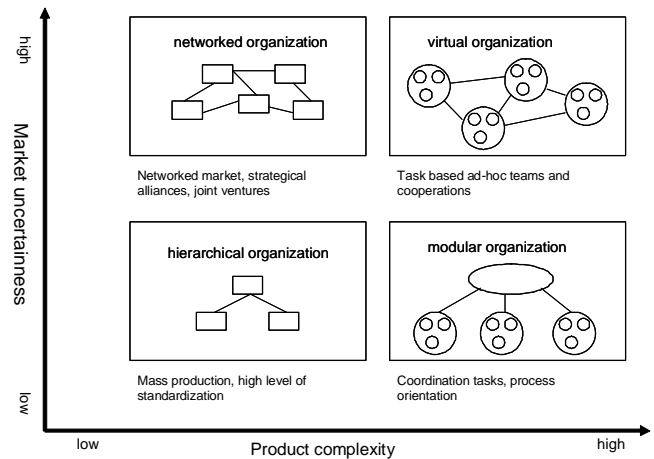 high
networked organization
virtual organization
Networked market, strategical
alliances, joint ventures
Task based ad-hoc teams and
cooperations
Market uncertainness
hierarchical organization
modular organization
Mass production, high level of
standardization
Coordination tasks, process
orientation
low
low
Product complexity
high